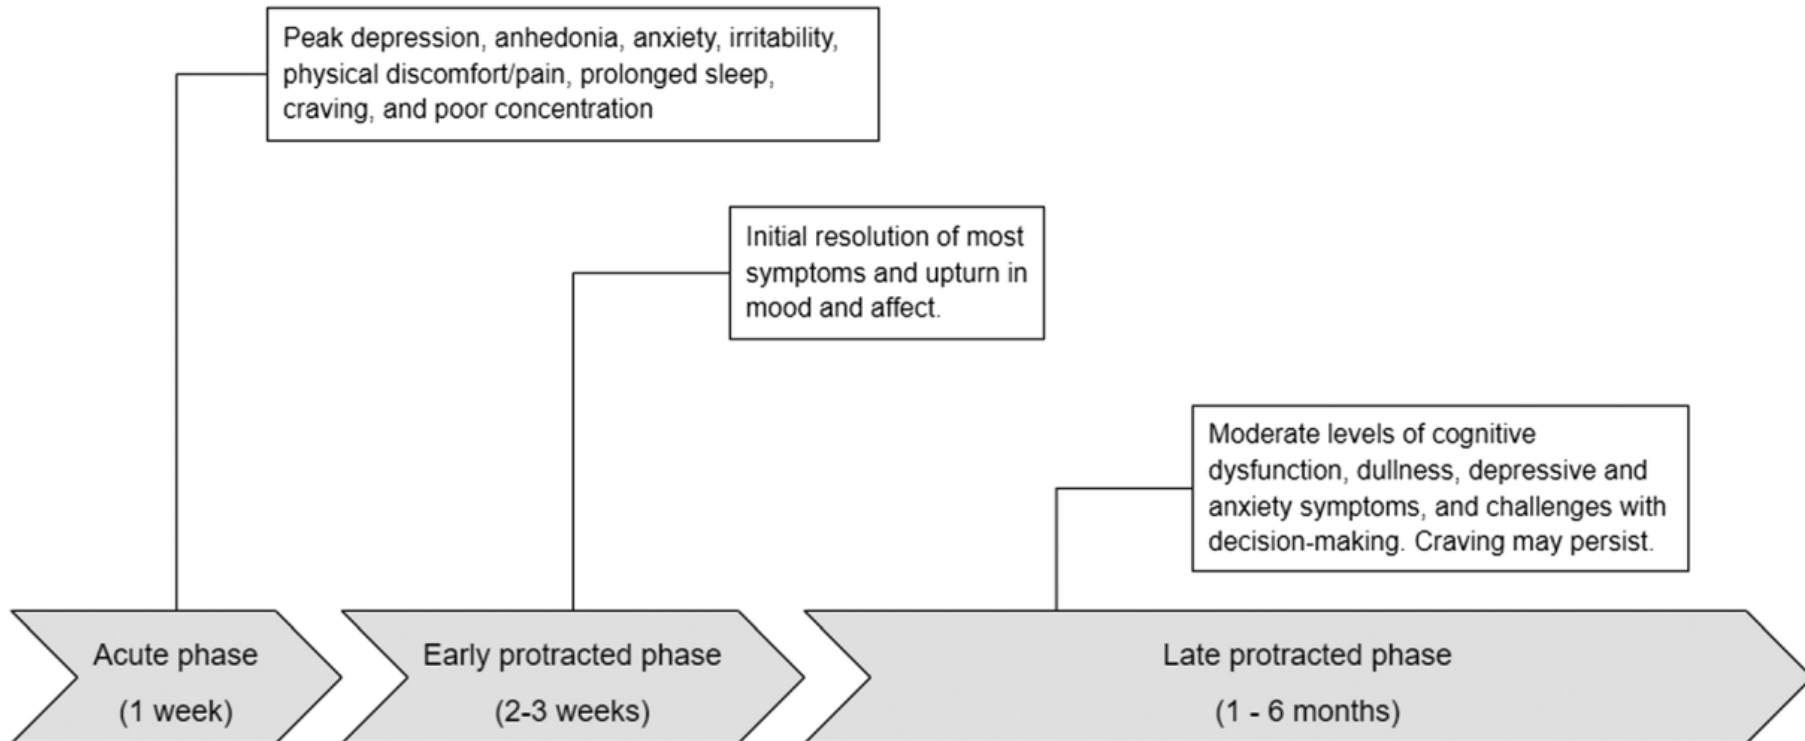 Peak depression, anhedonia, anxiety, irritability,
physical discomfort/pain, prolonged sleep,
craving, and poor concentration
Initial resolution of most
symptoms and upturn in
mood and affect.
Moderate levels of cognitive
dysfunction, dullness, depressive and
anxiety symptoms, and challenges with
decision-making. Craving may persist.
Acute phase
(1 week)
Early protracted phase
(2-3 weeks)
Late protracted phase
(1 - 6 months)